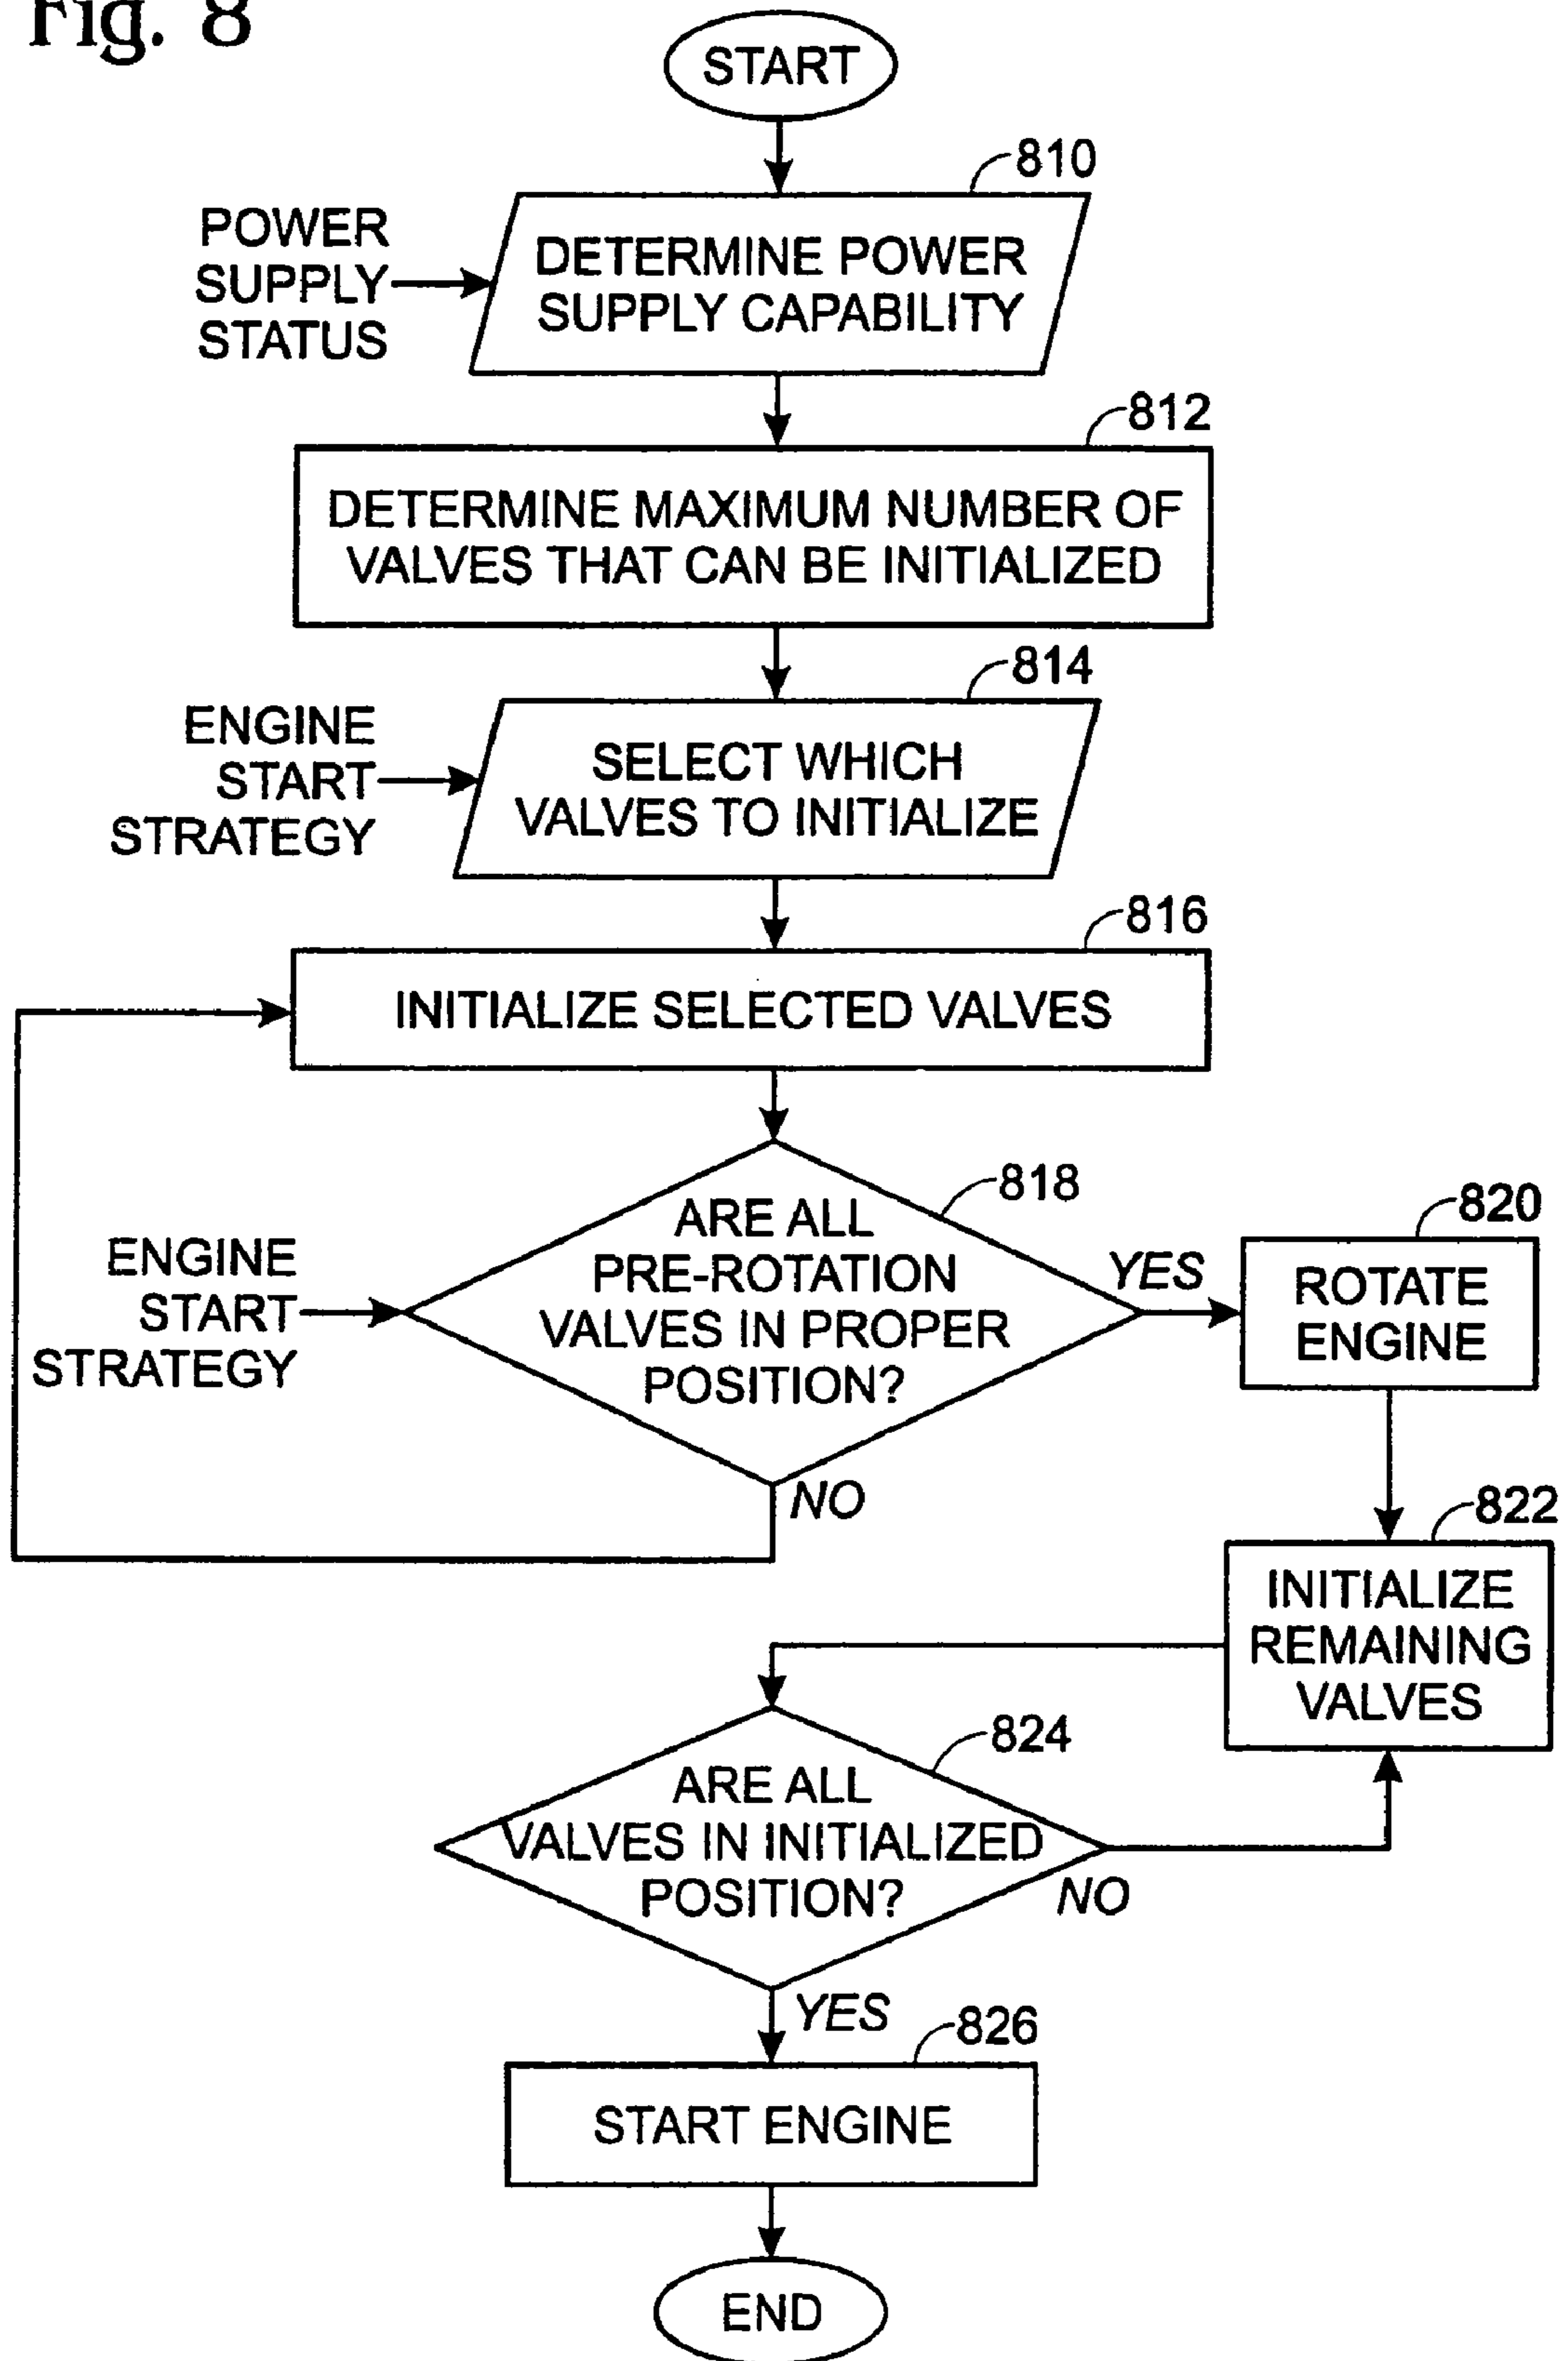 Fig. 8
START
810
POWER
SUPPLY
STATUS
DETERMINE POWER
SUPPLY CAPABILITY
812
DETERMINE MAXIMUM NUMBER OF
VALVES THAT CAN BE INITIALIZED
814
ENGINE
START
STRATEGY
SELECT WHICH
VALVES TO INITIALIZE
816
INITIALIZE SELECTED VALVES
818
ENGINE
START
STRATEGY
ARE ALL
PRE-ROTATION
VALVES IN PROPER
POSITION?
YES
820
ROTATE
ENGINE
NO
822
INITIALIZE
REMAINING
VALVES
824
ARE ALL
VALVES IN INITIALIZED
POSITION?
NO
YES
826
START ENGINE
END